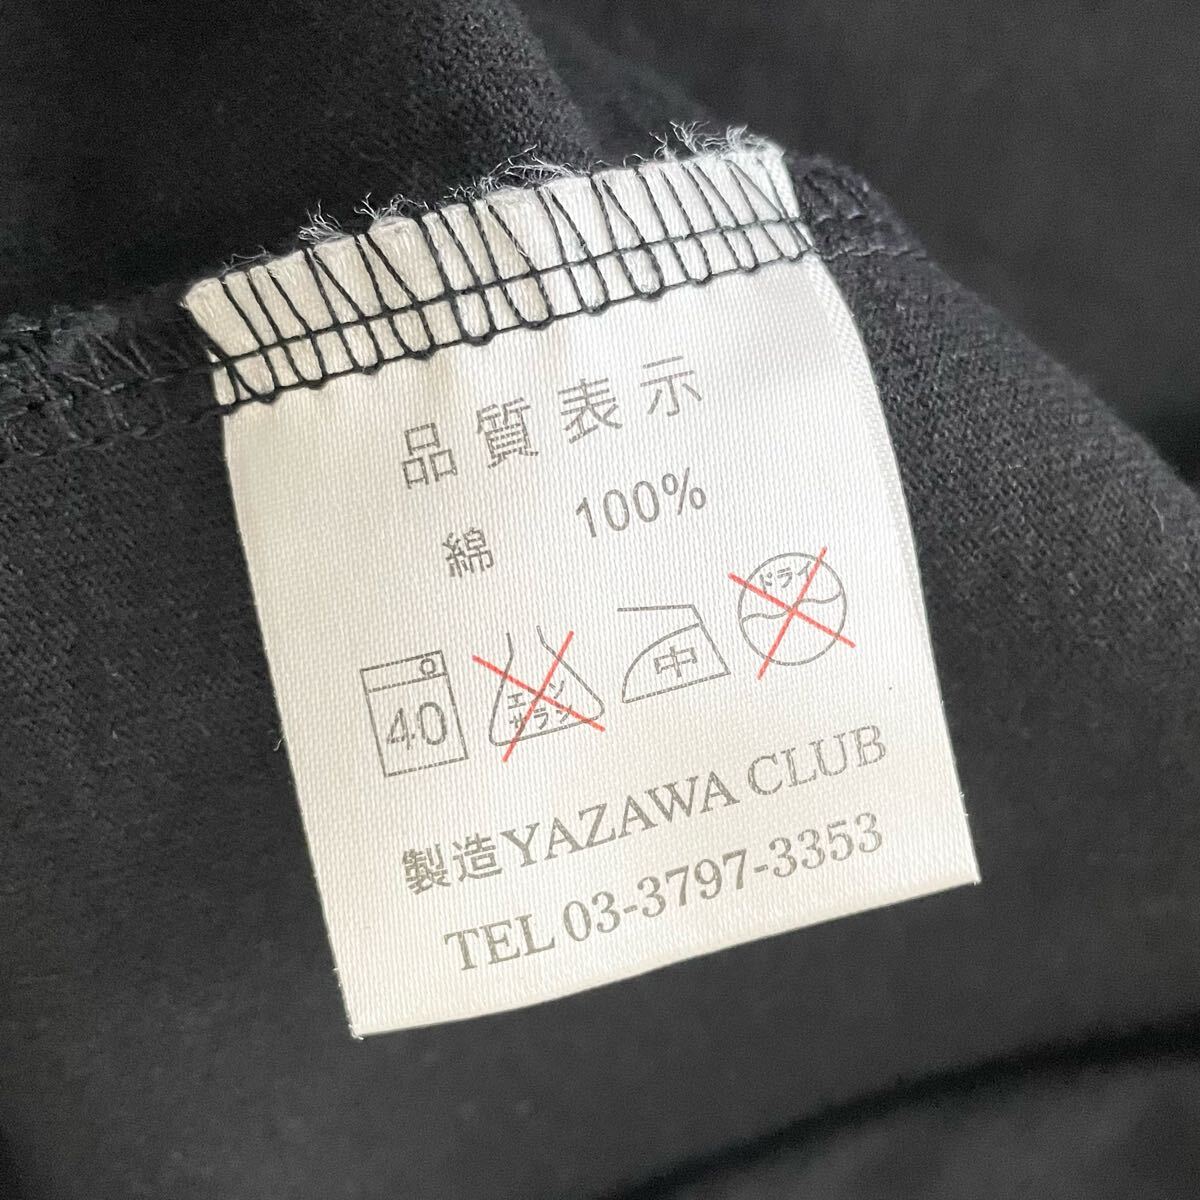 品質表示
綿 100%
40 エンソサラシ 中 ドライ
製造YAZAWA CLUB
TEL 03-3797-3353